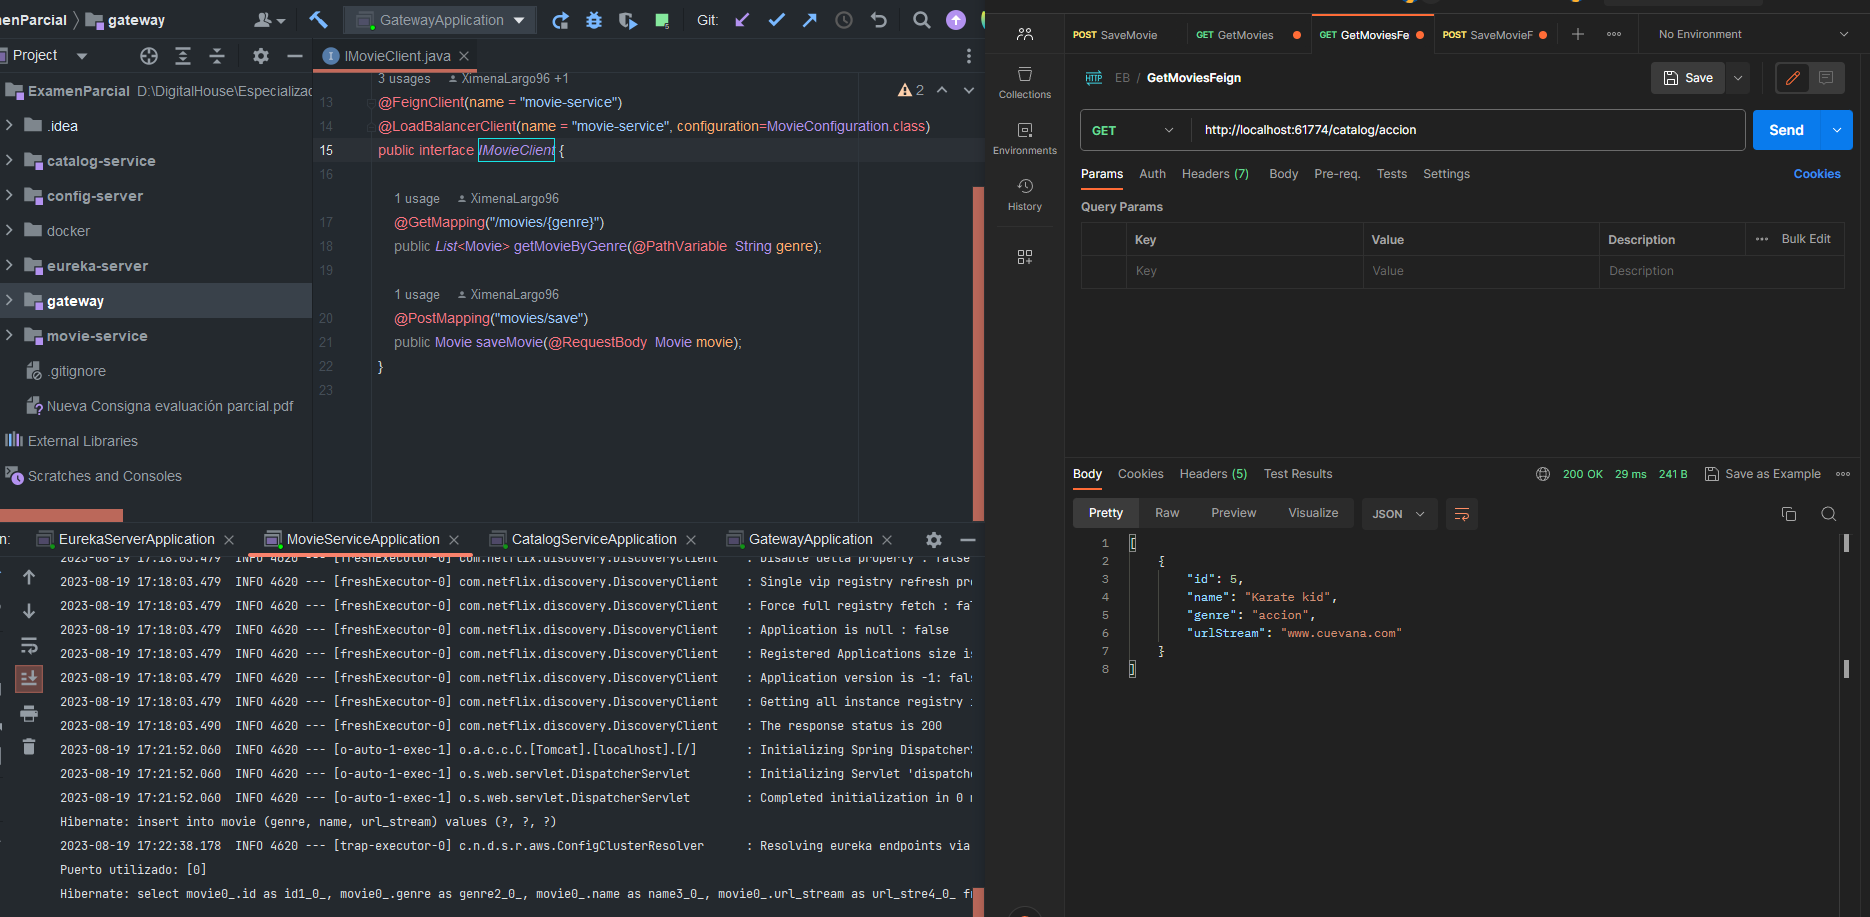 enParcial 〉 gateway
GatewayApplication
Git:
Project
IMovieClient.java
ExamenParcial D:\DigitalHouse\Especializac
.idea
catalog-service
config-server
docker
eureka-server
gateway
movie-service
.gitignore
Nueva Consigna evaluación parcial.pdf
External Libraries
Scratches and Consoles
3 usages XimenaLargo96 +1
2
13 @FeignClient(name = "movie-service")
14 @LoadBalancerClient(name = "movie-service", configuration=MovieConfiguration.class)
15 public interface IMovieClient {
16
1 usage XimenaLargo96
17 @GetMapping("/movies/{genre}")
18 public List<Movie> getMovieByGenre(@PathVariable String genre);
19
1 usage XimenaLargo96
20 @PostMapping("movies/save")
21 public Movie saveMovie(@RequestBody Movie movie);
22 }
23
n: EurekaServerApplication MovieServiceApplication CatalogServiceApplication GatewayApplication
2023-08-19 17:18:03.479 INFO 4620 --- [freshExecutor-0] com.netflix.discovery.DiscoveryClient : Disable delta property : false
2023-08-19 17:18:03.479 INFO 4620 --- [freshExecutor-0] com.netflix.discovery.DiscoveryClient : Single vip registry refresh pr
2023-08-19 17:18:03.479 INFO 4620 --- [freshExecutor-0] com.netflix.discovery.DiscoveryClient : Force full registry fetch : fal
2023-08-19 17:18:03.479 INFO 4620 --- [freshExecutor-0] com.netflix.discovery.DiscoveryClient : Application is null : false
2023-08-19 17:18:03.479 INFO 4620 --- [freshExecutor-0] com.netflix.discovery.DiscoveryClient : Registered Applications size is
2023-08-19 17:18:03.479 INFO 4620 --- [freshExecutor-0] com.netflix.discovery.DiscoveryClient : Application version is -1: fals
2023-08-19 17:18:03.479 INFO 4620 --- [freshExecutor-0] com.netflix.discovery.DiscoveryClient : Getting all instance registry
2023-08-19 17:18:03.490 INFO 4620 --- [freshExecutor-0] com.netflix.discovery.DiscoveryClient : The response status is 200
2023-08-19 17:21:52.060 INFO 4620 --- [o-auto-1-exec-1] o.a.c.c.C.[Tomcat].[localhost].[/] : Initializing Spring DispatcherS
2023-08-19 17:21:52.060 INFO 4620 --- [o-auto-1-exec-1] o.s.web.servlet.DispatcherServlet : Initializing Servlet 'dispatche
2023-08-19 17:21:52.060 INFO 4620 --- [o-auto-1-exec-1] o.s.web.servlet.DispatcherServlet : Completed initialization in 0 m
Hibernate: insert into movie (genre, name, url_stream) values (?, ?, ?)
2023-08-19 17:22:38.178 INFO 4620 --- [trap-executor-0] c.n.d.s.r.aws.ConfigClusterResolver : Resolving eureka endpoints via
Puerto utilizado: [0]
Hibernate: select movie0_.id as id1_0_, movie0_.genre as genre2_0_, movie0_.name as name3_0_, movie0_.url_stream as url_stre4_0_ f
POST SaveMovie GET GetMovies GET GetMoviesFe POST SaveMovieF No Environment
Collections
Environments
History
HTTP EB / GetMoviesFeign Save
GET http://localhost:61774/catalog/accion Send
Params Auth Headers (7) Body Pre-req. Tests Settings Cookies
Query Params
Key Value Description Bulk Edit
Key Value Description
Body Cookies Headers (5) Test Results 200 OK 29 ms 241 B Save as Example
Pretty Raw Preview Visualize JSON
1 [
2 {
3 "id": 5,
4 "name": "Karate kid",
5 "genre": "accion",
6 "urlStream": "www.cuevana.com"
7 }
8 ]